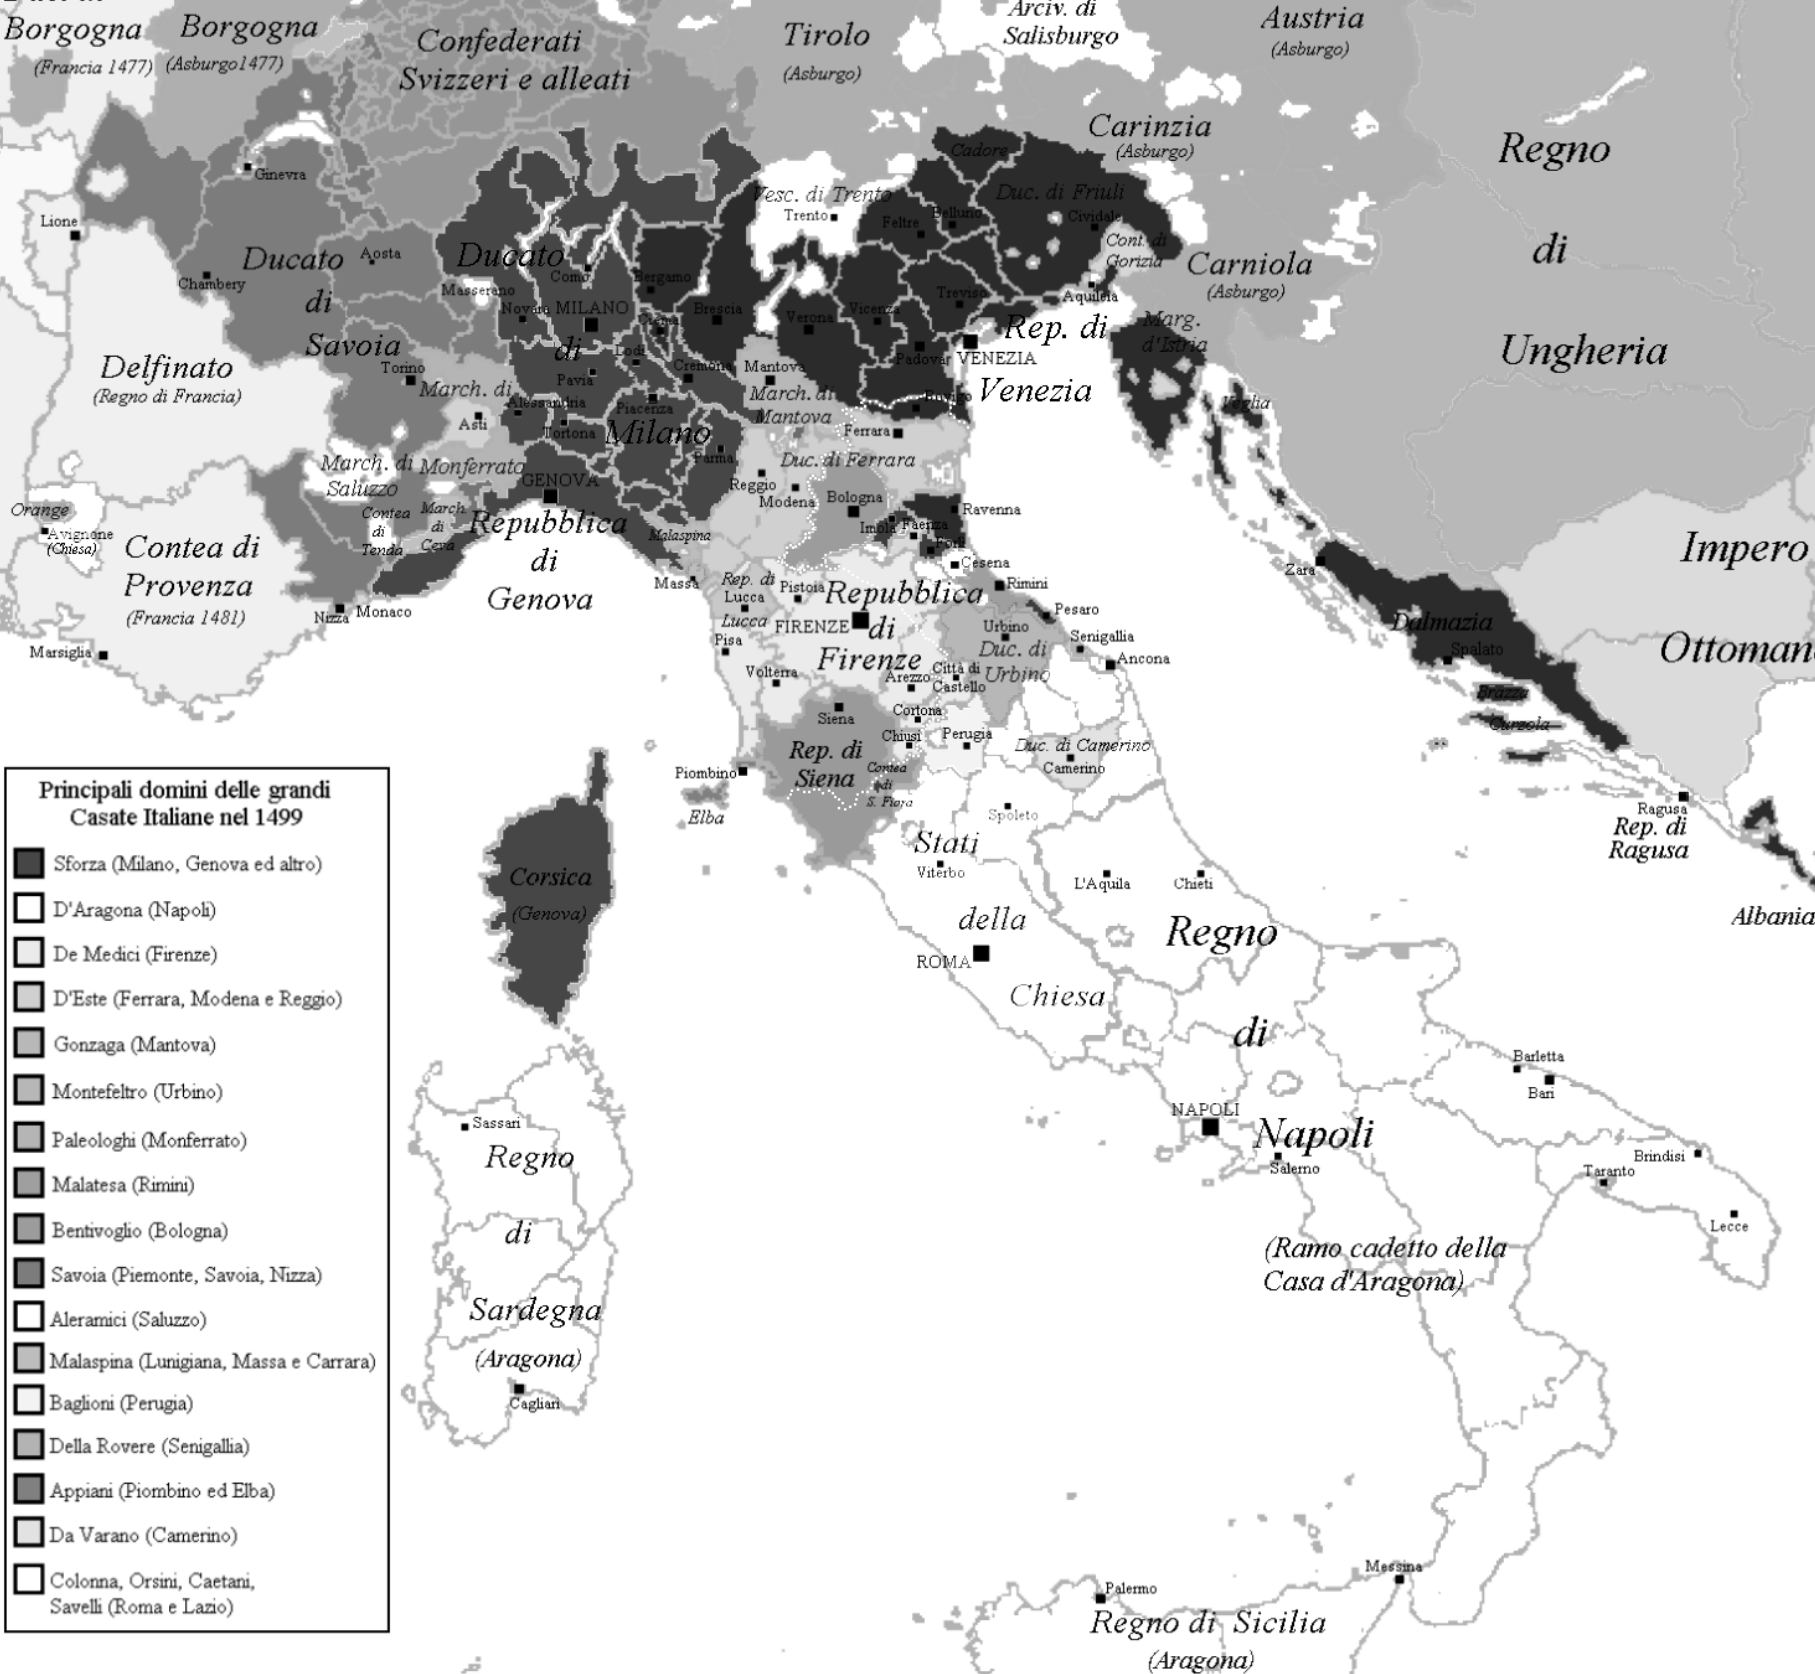 Borgogna
(Francia 1477)
Borgogna
(Asburgo1477)
Confederati
Svizzeri e alleati
Tirolo
(Asburgo)
Arciv. di
Salisburgo
Austria
(Asburgo)
Carinzia
(Asburgo)
Regno
di
Ungheria
Cadore
Duc. di Friuli
Vesc. di Trento
Trento
Feltre
Belluno
Cividale
Cont. di
Gorizia
Carniola
(Asburgo)
Aquileia
Ginevra
Lione
Ducato
di
Savoia
Aosta
Chambery
Torino
Ducato
di
Milano
Como
Masserano
Novara
MILANO
Bergamo
Brescia
Crema
Lodi
Pavia
Cremona
Piacenza
Alessandria
Tortona
Parma
Verona
Vicenza
Treviso
Padova
VENEZIA
Rep. di
Venezia
Rovigo
Marg.
d'Istria
Veglia
Mantova
March. di
Mantova
Delfinato
(Regno di Francia)
March. di
Monferrato
Asti
March. di
Saluzzo
Ferrara
Duc. di Ferrara
Reggio
Modena
Bologna
Imola
Faenza
Ravenna
Forlì
Cesena
Rimini
Pesaro
Senigallia
Ancona
GENOVA
Repubblica
di
Genova
Malaspina
Massa
Contea
di
Tenda
March.
di
Ceva
Orange
Avignone
(Chiesa)
Contea di
Provenza
(Francia 1481)
Nizza
Monaco
Marsiglia
Rep. di
Lucca
Lucca
Pistoia
Repubblica
di
Firenze
FIRENZE
Pisa
Volterra
Arezzo
Città di
Castello
Cortona
Chiusi
Perugia
Urbino
Duc. di
Urbino
Duc. di Camerino
Camerino
Siena
Rep. di
Siena
Contea
di
S. Fiora
Piombino
Elba
Spoleto
Stati
della
Chiesa
Viterbo
ROMA
L'Aquila
Chieti
Regno
di
Napoli
NAPOLI
Salerno
Barletta
Bari
Brindisi
Taranto
Lecce
(Ramo cadetto della
Casa d'Aragona)
Zara
Dalmazia
Spalato
Brazza
Curzola
Impero
Ottoman
Ragusa
Rep. di
Ragusa
Albania
Corsica
(Genova)
Sassari
Regno
di
Sardegna
(Aragona)
Cagliari
Messina
Palermo
Regno di Sicilia
(Aragona)
Principali domini delle grandi
Casate Italiane nel 1499
Sforza (Milano, Genova ed altro)
D'Aragona (Napoli)
De Medici (Firenze)
D'Este (Ferrara, Modena e Reggio)
Gonzaga (Mantova)
Montefeltro (Urbino)
Paleologhi (Monferrato)
Malatesa (Rimini)
Bentivoglio (Bologna)
Savoia (Piemonte, Savoia, Nizza)
Aleramici (Saluzzo)
Malaspina (Lunigiana, Massa e Carrara)
Baglioni (Perugia)
Della Rovere (Senigallia)
Appiani (Piombino ed Elba)
Da Varano (Camerino)
Colonna, Orsini, Caetani,
Savelli (Roma e Lazio)